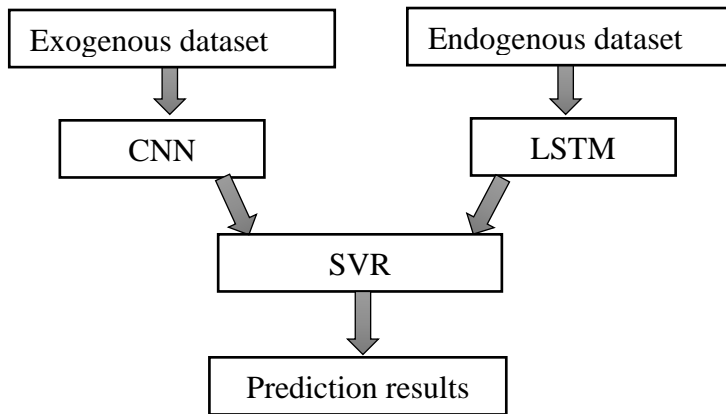 Exogenous dataset
Endogenous dataset
CNN
LSTM
SVR
Prediction results